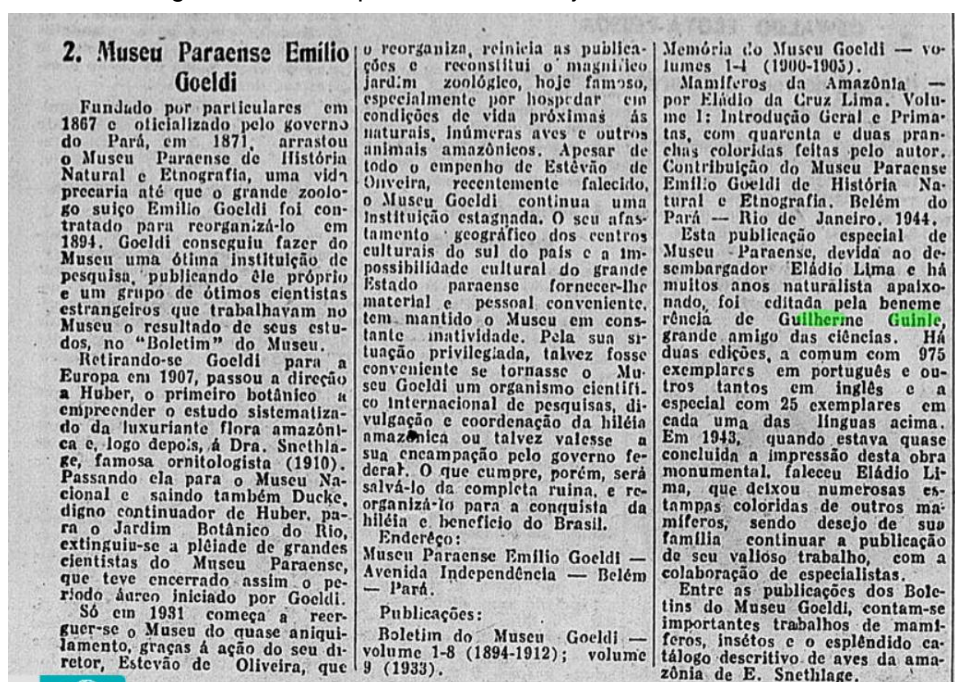 2. Museu Paraense Emílio
Goeldi
Fundado por particulares em
1867 e oficializado pelo governo
do Pará, em 1871, arrastou
o Museu Paraense de História
Natural e Etnografia, uma vida
precaria até que o grande zoolo-
go suiço Emilio Goeldi foi con-
tratado para reorganizá-lo em
1894. Goeldi conseguiu fazer do
Museu uma ótima instituição de
pesquisa, publicando êle próprio
e um grupo de ótimos cientistas
estrangeiros que trabalhavam no
Museu o resultado de seus estu-
dos, no "Boletim" do Museu.
Retirando-se Goeldi para a
Europa em 1907, passou a direção
a Huber, o primeiro botânico a
empreender o estudo sistematiza-
do da luxuriante flora amazôni-
ca e, logo depois, á Dra. Snethla-
ge, famosa ornitologista (1910).
Passando ela para o Museu Na-
cional e saindo também Ducke,
digno continuador de Huber, pa-
ra o Jardim Botânico do Rio,
extinguiu-se a plêiade de grandes
cientistas do Museu Paraense,
que teve encerrado assim o pe-
ríodo áureo iniciado por Goeldi.
Só em 1931 começa a reer-
guer-se o Museu do quase aniqui-
lamento, graças á ação do seu di-
retor, Estevão de Oliveira, que
o reorganiza, reinicia as publica-
ções e reconstitui o magnífico
jardim zoológico, hoje famoso,
especialmente por hospedar em
condições de vida próximas ás
naturais, inúmeras aves e outros
animais amazônicos. Apesar de
todo o empenho de Estêvão de
Oliveira, recentemente falecido,
o Museu Goeldi continua uma
instituição estagnada. O seu afas-
tamento geográfico dos centros
culturais do sul do país e a im-
possibilidade cultural do grande
Estado paraense fornecer-lhe
material e pessoal conveniente,
tem mantido o Museu em cons-
tante inatividade. Pela sua si-
tuação privilegiada, talvez fosse
conveniente se tornasse o Mu-
seu Goeldi um organismo cientifi-
co internacional de pesquisas, di-
vulgação e coordenação da hiléia
amazônica ou talvez valesse a
sua encampação pelo governo fe-
deral. O que cumpre, porém, será
salvá-lo da completa ruina, e re-
organizá-lo para a conquista da
hiléia e benefício do Brasil.
Enderêço:
Museu Paraense Emílio Goeldi —
Avenida Independência — Belém
— Pará.
Publicações:
Boletim do Museu Goeldi —
volume 1-8 (1894-1912); volume
9 (1933).
Memória do Museu Goeldi — vo-
lumes 1-4 (1900-1905).
Mamíferos da Amazônia —
por Eládio da Cruz Lima. Volu-
me I: Introdução Geral e Prima-
tas, com quarenta e duas pran-
chas coloridas feitas pelo autor.
Contribuição do Museu Paraense
Emílio Goeldi de História Na-
tural e Etnografia. Belém do
Pará — Rio de Janeiro. 1944.
Esta publicação especial de
Museu Paraense, devida ao de-
sembargador Eládio Lima e há
muitos anos naturalista apaixo-
nado, foi editada pela beneme
rência de Guilherme Guinle,
grande amigo das ciências. Há
duas edições, a comum com 975
exemplares em português e ou-
tros tantos em inglês e a
especial com 25 exemplares em
cada uma das línguas acima.
Em 1943, quando estava quase
concluida a impressão desta obra
monumental, faleceu Eládio Li-
ma, que deixou numerosas es-
tampas coloridas de outros ma-
míferos, sendo desejo de sua
família continuar a publicação
de seu valioso trabalho, com a
colaboração de especialistas.
Entre as publicações dos Bole-
tins do Museu Goeldi, contam-se
importantes trabalhos de mamí-
feros, insétos e o esplêndido ca-
tálogo descritivo de aves da ama-
zônia de E. Snethlage.